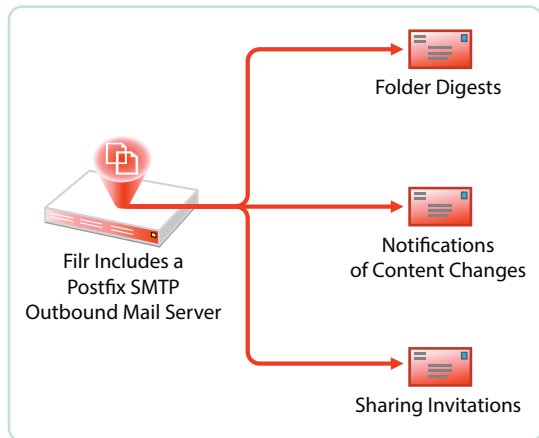 Folder Digests
Filr Includes a
Postfix SMTP
Outbound Mail Server
Notifications
of Content Changes
Sharing Invitations